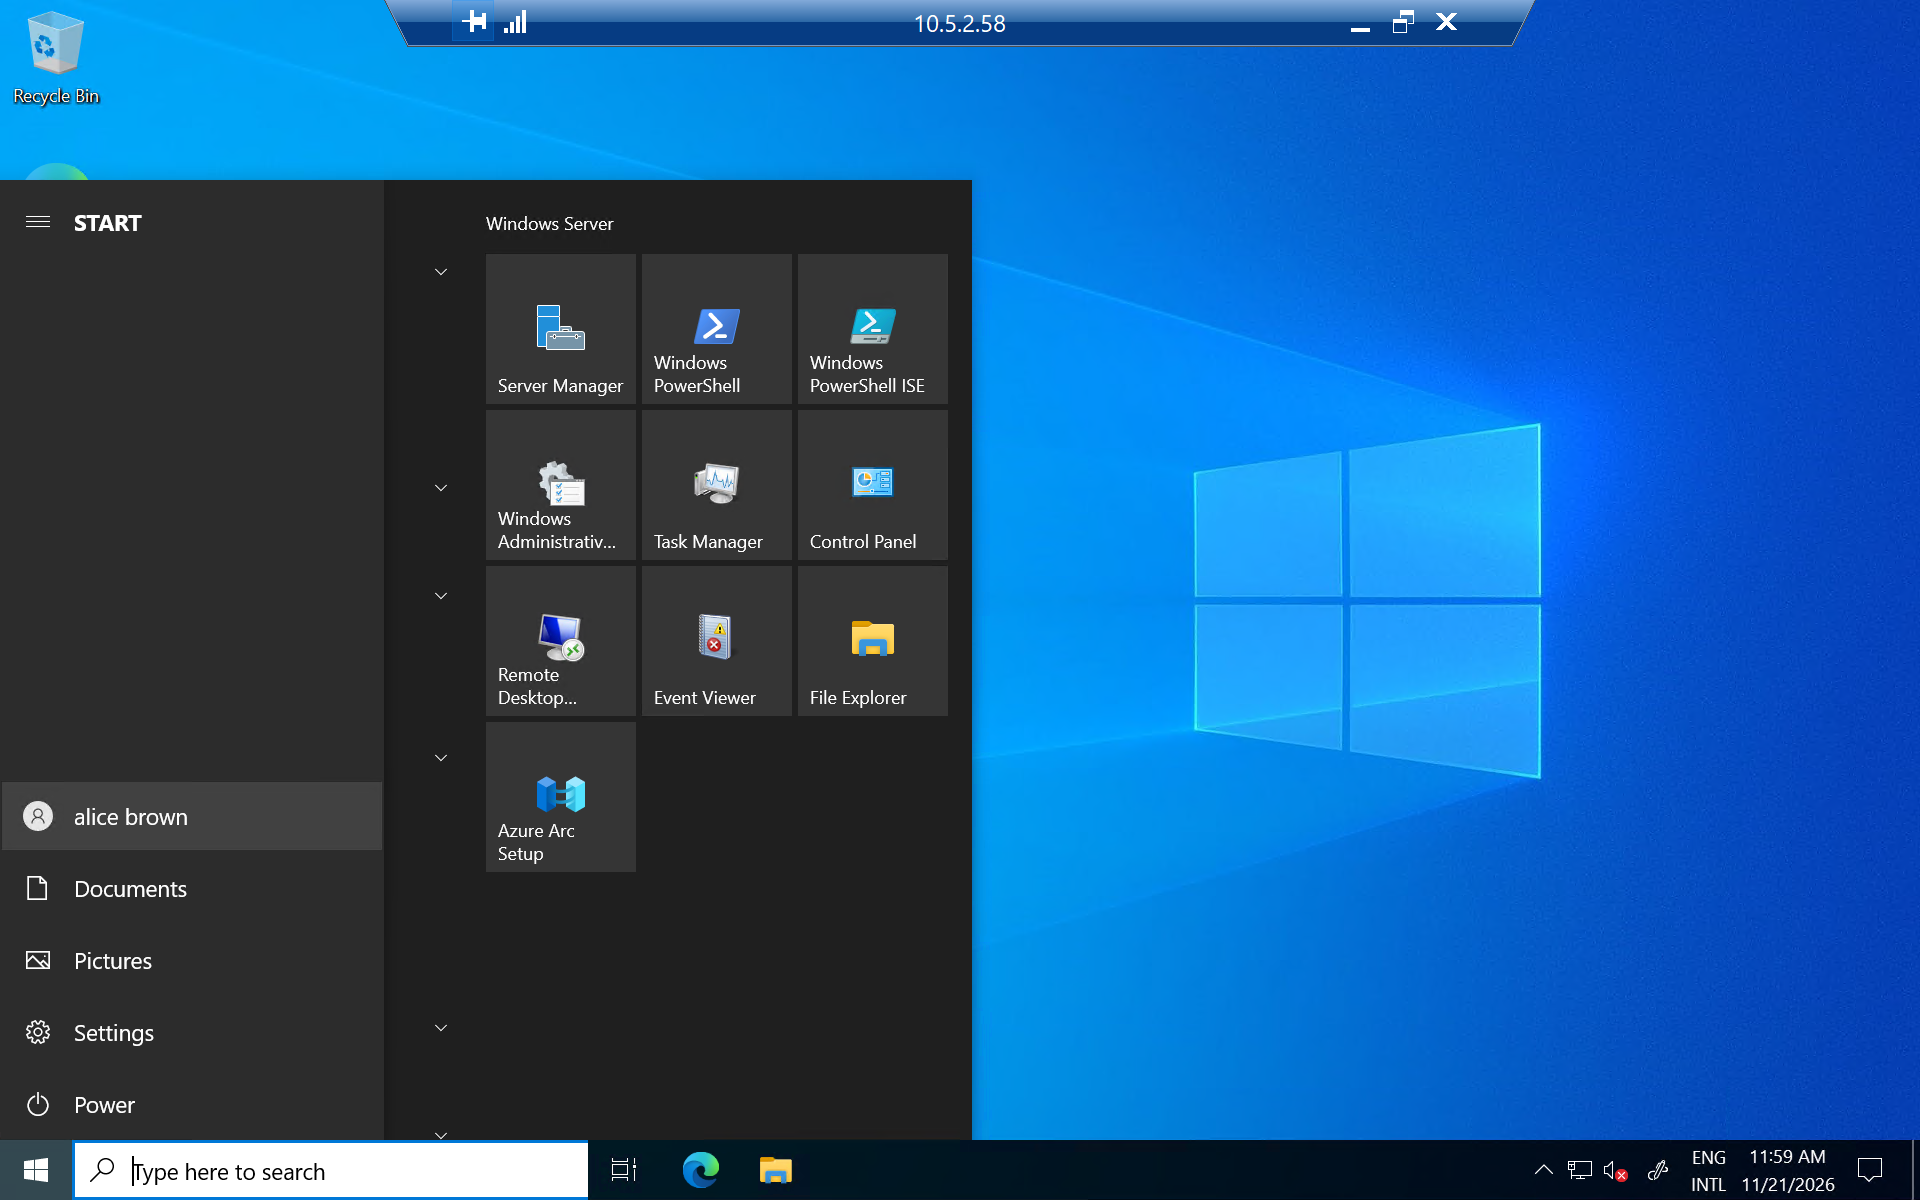 10.5.2.58
Recycle Bin
START
Windows Server
Server Manager
Windows
PowerShell
Windows
PowerShell ISE
Windows
Administrativ...
Task Manager
Control Panel
Remote
Desktop...
Event Viewer
File Explorer
Azure Arc
Setup
alice brown
Documents
Pictures
Settings
Power
Type here to search
ENG
INTL
11:59 AM
11/21/2026